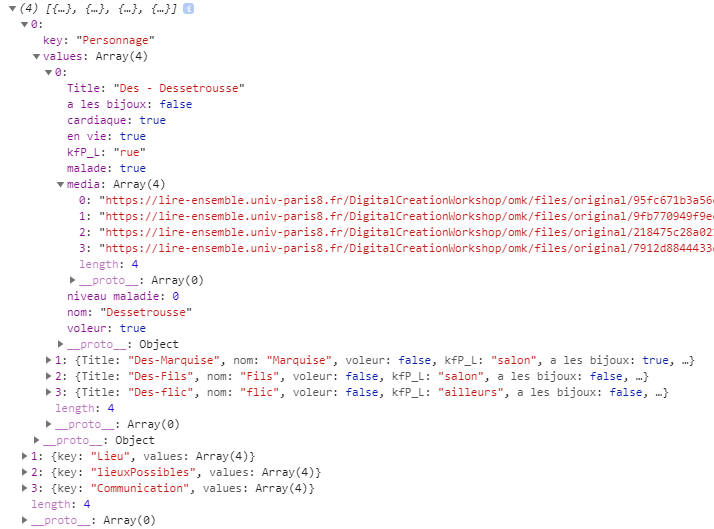 (4) [{…}, {…}, {…}, {…}] i
0:
key: "Personnage"
values: Array(4)
0:
Title: "Des - Dessetrousse"
a les bijoux: false
cardiaque: true
en vie: true
kfP_L: "rue"
malade: true
media: Array(4)
0: "https://lire-ensemble.univ-paris8.fr/DigitalCreationWorkshop/omk/files/original/95fc671b3a56
1: "https://lire-ensemble.univ-paris8.fr/DigitalCreationWorkshop/omk/files/original/9fb770949f9e
2: "https://lire-ensemble.univ-paris8.fr/DigitalCreationWorkshop/omk/files/original/218475c28a02
3: "https://lire-ensemble.univ-paris8.fr/DigitalCreationWorkshop/omk/files/original/7912d8844433
length: 4
__proto__: Array(0)
niveau maladie: 0
nom: "Dessetrousse"
voleur: true
__proto__: Object
1: {Title: "Des-Marquise", nom: "Marquise", voleur: false, kfP_L: "salon", a les bijoux: true, …}
2: {Title: "Des-Fils", nom: "Fils", voleur: false, kfP_L: "salon", a les bijoux: false, …}
3: {Title: "Des-flic", nom: "flic", voleur: false, kfP_L: "ailleurs", a les bijoux: false, …}
length: 4
__proto__: Array(0)
__proto__: Object
1: {key: "Lieu", values: Array(4)}
2: {key: "lieuxPossibles", values: Array(4)}
3: {key: "Communication", values: Array(4)}
length: 4
__proto__: Array(0)